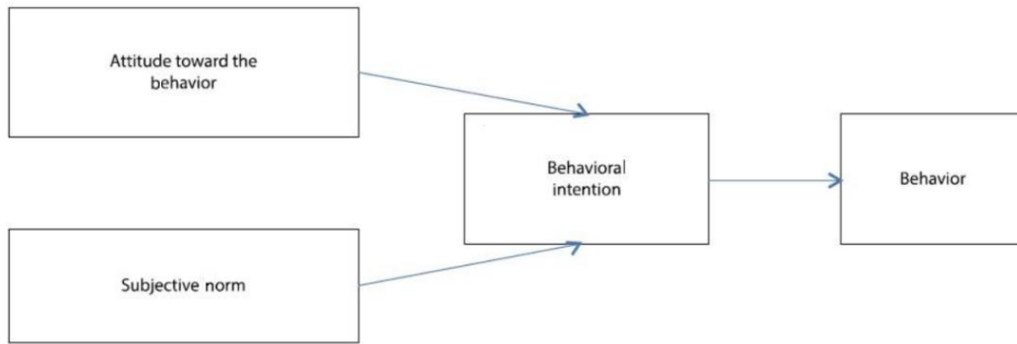 Attitude toward the
behavior
Behavioral
intention
Behavior
Subjective norm